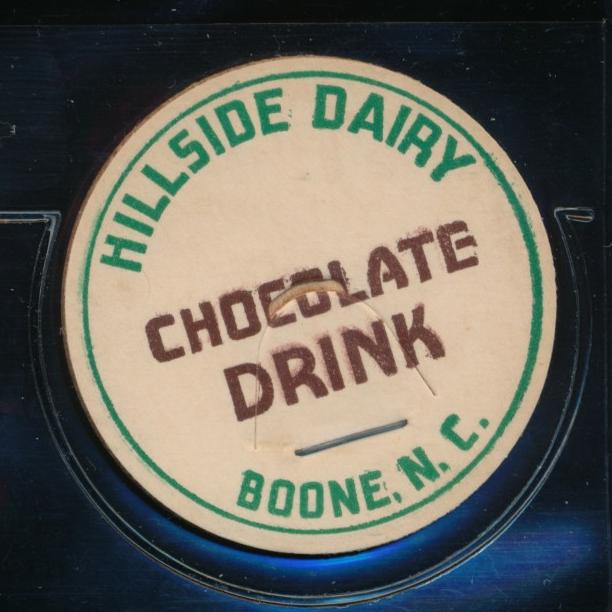 HILLSIDE DAIRY
CHOCOLATE
DRINK
BOONE, N. C.